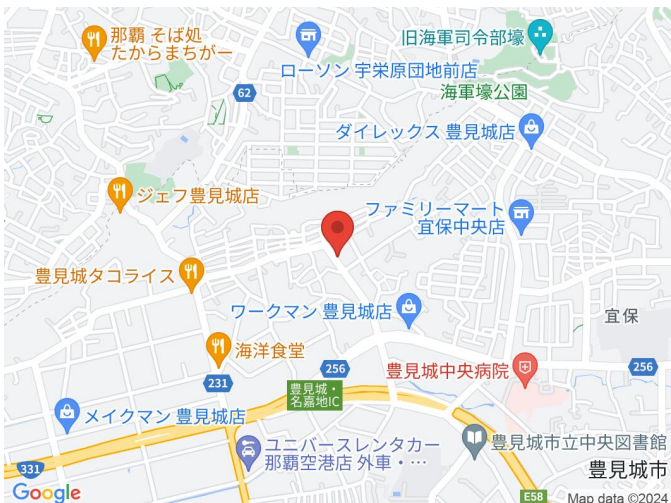 那覇 そば処
たからまちがー
ローソン 宇栄原団地前店
旧海軍司令部壕
海軍壕公園
62
ダイレックス 豊見城店
ジェフ豊見城店
ファミリーマート
宜保中央店
豊見城タコライス
ワークマン 豊見城店
宜保
海洋食堂
256
豊見城中央病院
256
231
豊見城・
名嘉地IC
メイクマン 豊見城店
ユニバースレンタカー
那覇空港店 外車・…
豊見城市立中央図書館
豊見城市
331
Google
E58
Map data ©2024